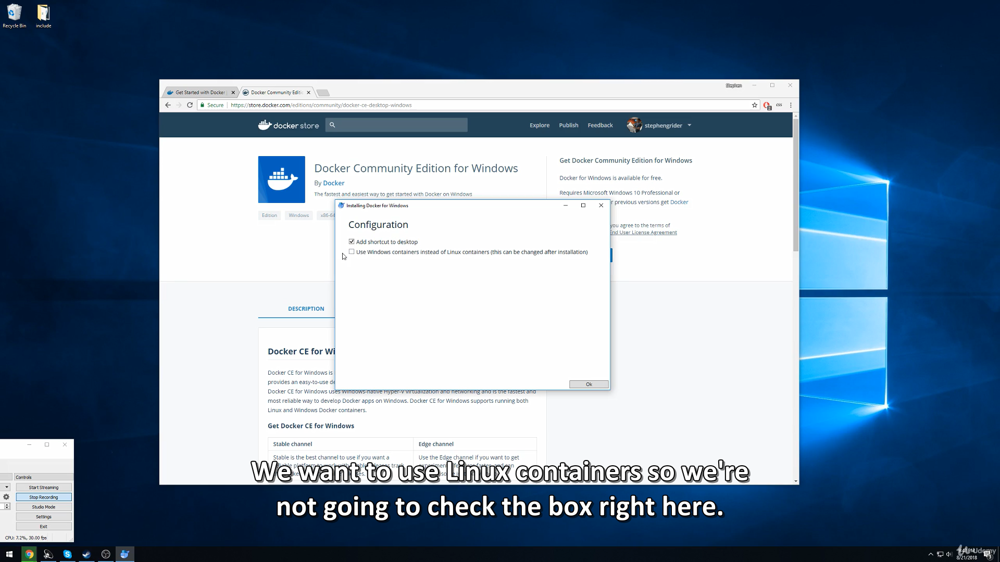 Recycle Bin
include
Stephen
Get Started with Docker
Docker Community Editio
Secure
https://store.docker.com/editions/community/docker-ce-desktop-windows
2
css
docker store
Explore
Publish
Feedback
stephengrider
Docker Community Edition for Windows
By Docker
The fastest and easiest way to get started with Docker on Windows
Edition
Windows
x86-64
Get Docker Community Edition for Windows
Docker for Windows is available for free.
Requires Microsoft Windows 10 Professional or
r previous versions get Docker
you agree to the terms of
End User License Agreement
Installing Docker for Windows
Configuration
Add shortcut to desktop
Use Windows containers instead of Linux containers (this can be changed after installation)
Ok
DESCRIPTION
Docker CE for Wi
Docker CE for Windows is
provides an easy-to-use de
Docker CE for Windows uses Windows-native Hyper-V virtualization and networking and is the fastest and
most reliable way to develop Docker apps on Windows. Docker CE for Windows supports running both
Linux and Windows Docker containers.
Get Docker CE for Windows
Stable channel
Edge channel
Stable is the best channel to use if you want a
Use the Edge channel if you want to get
We want to use Linux containers so we're
not going to check the box right here.
Controls
Start Streaming
Stop Recording
Studio Mode
Settings
Exit
CPU: 7.2%, 30.00 fps
9:42 PM
8/21/2018
Udemy
3